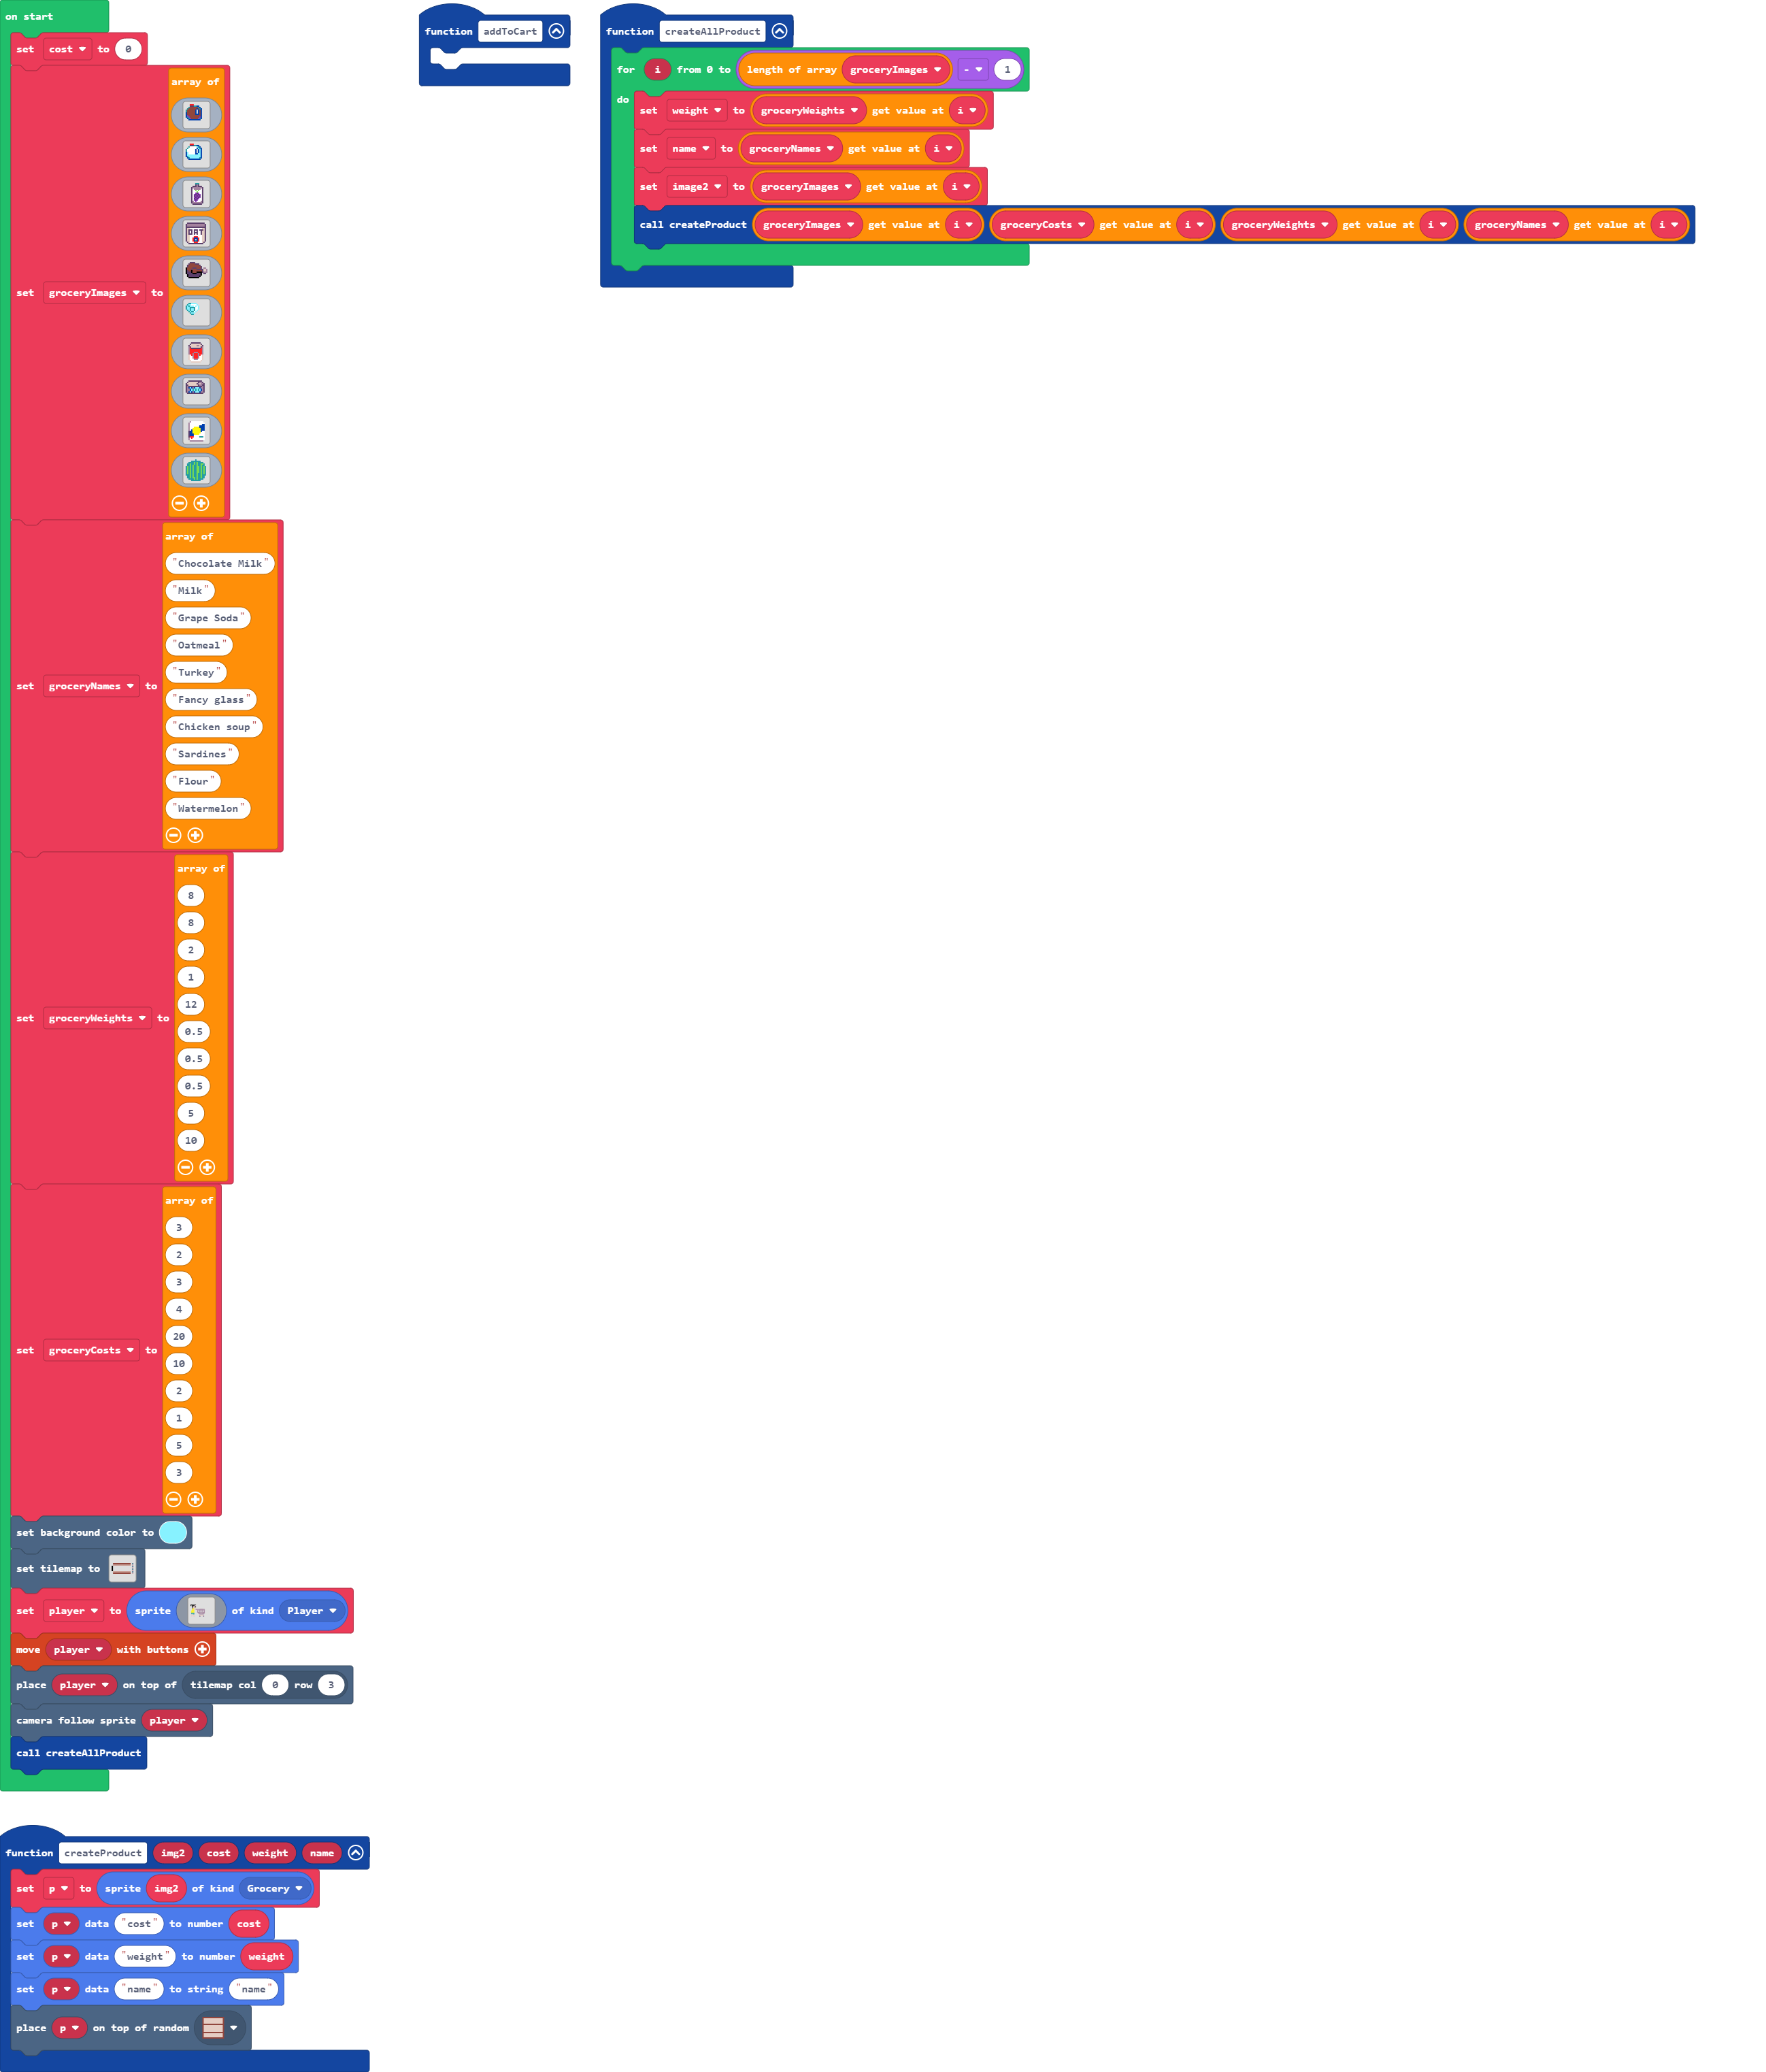 on start
set cost to 0
set groceryImages to array of
OAT
set groceryNames to array of
"Chocolate Milk"
"Milk"
"Grape Soda"
"Oatmeal"
"Turkey"
"Fancy glass"
"Chicken soup"
"Sardines"
"Flour"
"Watermelon"
set groceryWeights to array of
8
8
2
1
12
0.5
0.5
0.5
5
10
set groceryCosts to array of
3
2
3
4
20
10
2
1
5
3
set background color to
set tilemap to
set player to sprite of kind Player
move player with buttons
place player on top of tilemap col 0 row 3
camera follow sprite player
call createAllProduct
function addToCart
function createAllProduct
for i from 0 to length of array groceryImages - 1
do
set weight to groceryWeights get value at i
set name to groceryNames get value at i
set image2 to groceryImages get value at i
call createProduct groceryImages get value at i groceryCosts get value at i groceryWeights get value at i groceryNames get value at i
function createProduct img2 cost weight name
set p to sprite img2 of kind Grocery
set p data "cost" to number cost
set p data "weight" to number weight
set p data "name" to string "name"
place p on top of random